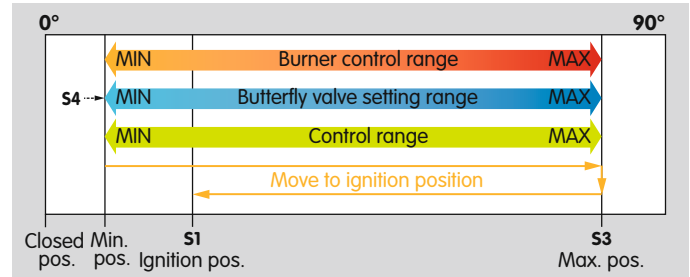 0° 90°
MIN Burner control range MAX
S4 MIN Butterfly valve setting range MAX
MIN Control range MAX
Move to ignition position
Closed pos.
Min. pos.
S1
Ignition pos.
S3
Max. pos.